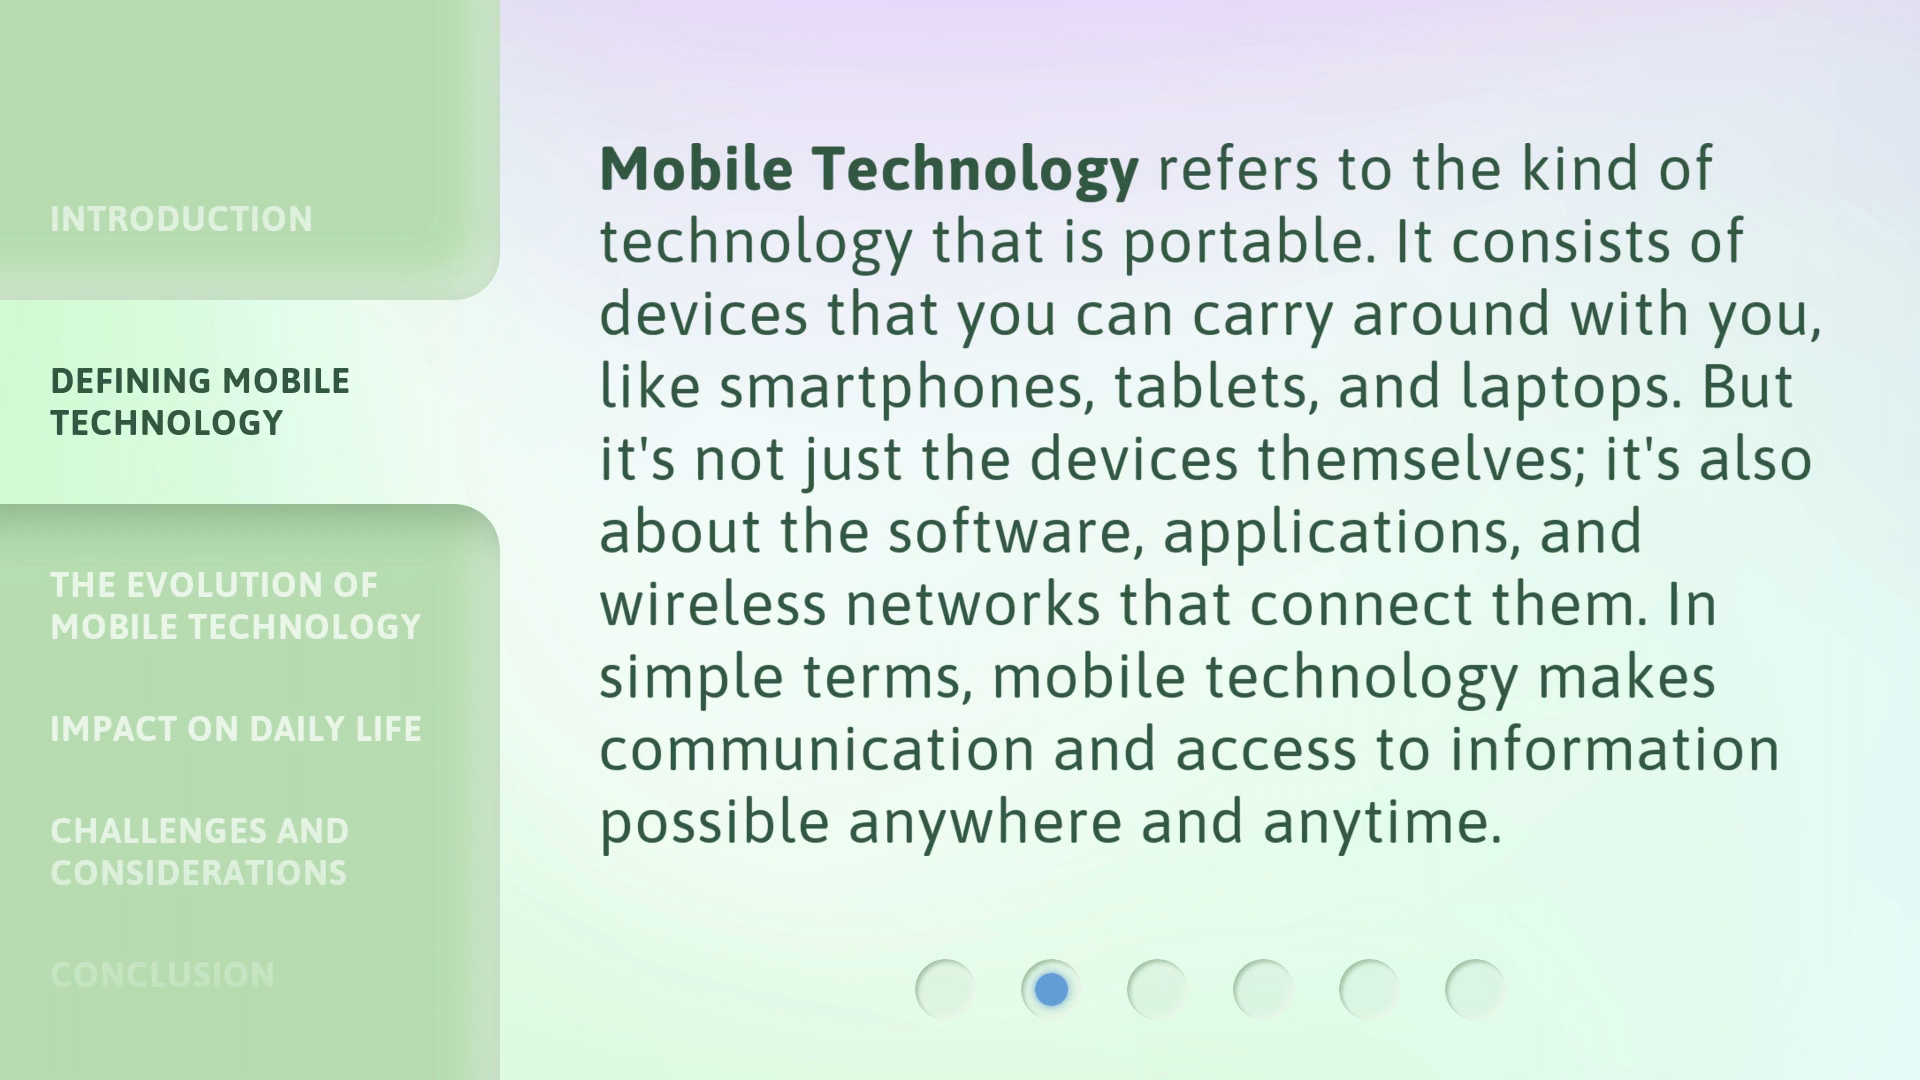 INTRODUCTION
DEFINING MOBILE
TECHNOLOGY
THE EVOLUTION OF
MOBILE TECHNOLOGY
IMPACT ON DAILY LIFE
CHALLENGES AND
CONSIDERATIONS
CONCLUSION
Mobile Technology refers to the kind of
technology that is portable. It consists of
devices that you can carry around with you,
like smartphones, tablets, and laptops. But
it's not just the devices themselves; it's also
about the software, applications, and
wireless networks that connect them. In
simple terms, mobile technology makes
communication and access to information
possible anywhere and anytime.